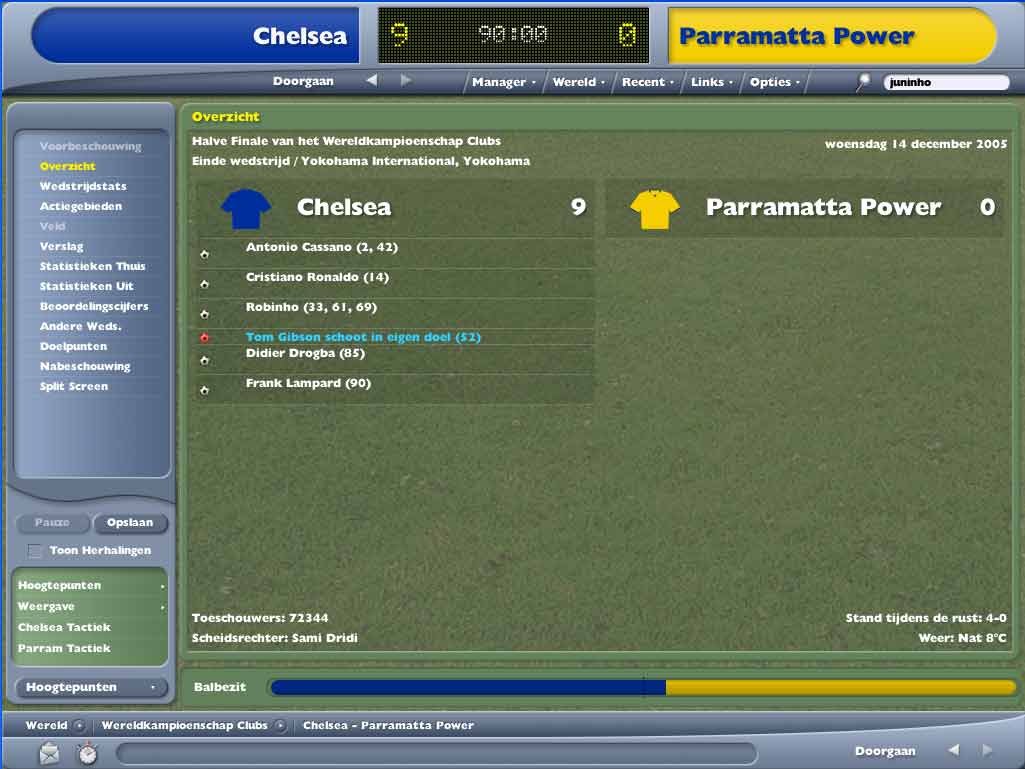 Chelsea 9 90:00 0 Parramatta Power
Doorgaan Manager Wereld Recent Links Opties juninho
Overzicht
Halve Finale van het Wereldkampioenschap Clubs
woensdag 14 december 2005
Einde wedstrijd / Yokohama International, Yokohama
Chelsea 9 Parramatta Power 0
Antonio Cassano (2, 42)
Cristiano Ronaldo (14)
Robinho (33, 61, 69)
Tom Gibson schoot in eigen doel (52)
Didier Drogba (85)
Frank Lampard (90)
Toeschouwers: 72344
Stand tijdens de rust: 4-0
Scheidsrechter: Sami Dridi
Weer: Nat 8°C
Balbezit
Voorbeschouwing
Overzicht
Wedstrijdstats
Actiegebieden
Veld
Verslag
Statistieken Thuis
Statistieken Uit
Beoordelingscijfers
Andere Weds.
Doelpunten
Nabeschouwing
Split Screen
Pauze Opslaan
Toon Herhalingen
Hoogtepunten
Weergave
Chelsea Tactiek
Parram Tactiek
Hoogtepunten
Wereld Wereldkampioenschap Clubs Chelsea - Parramatta Power
Doorgaan